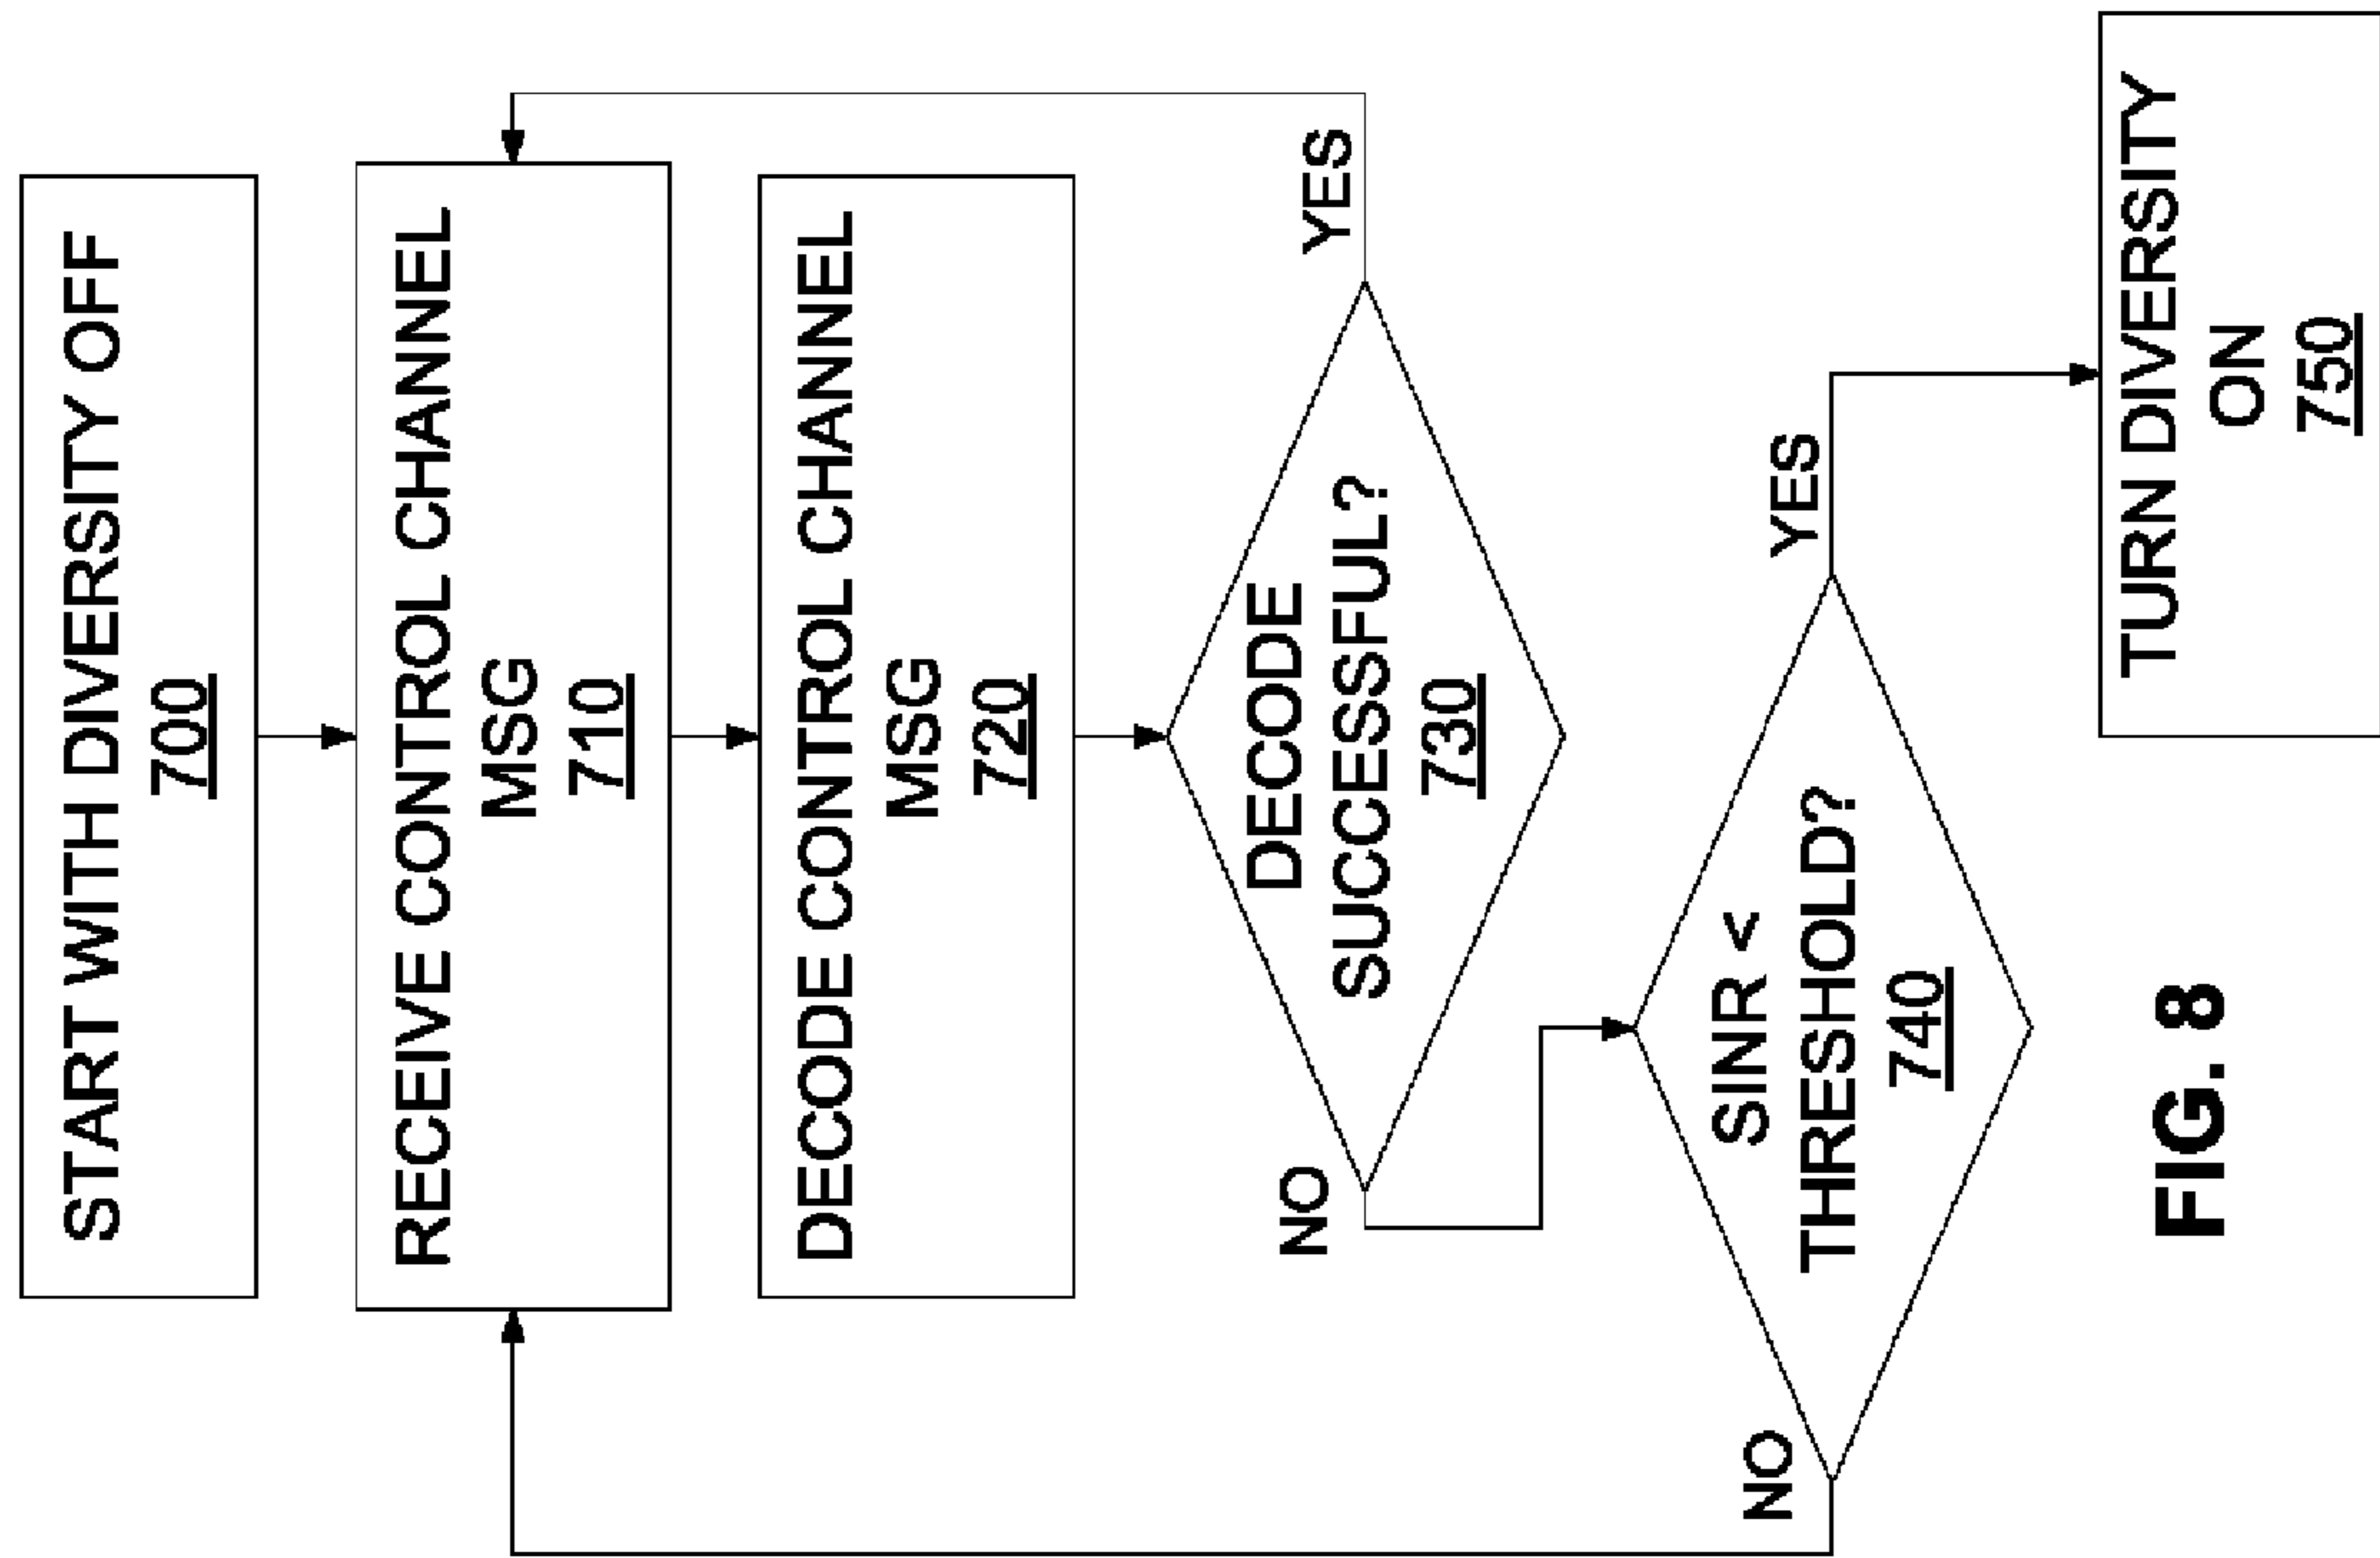 START WITH DIVERSITY OFF
700
RECEIVE CONTROL CHANNEL
MSG
710
DECODE CONTROL CHANNEL
MSG
720
DECODE
SUCCESSFUL?
730
YES
NO
SINR <
THRESHOLD?
740
YES
NO
TURN DIVERSITY
ON
750
FIG. 8